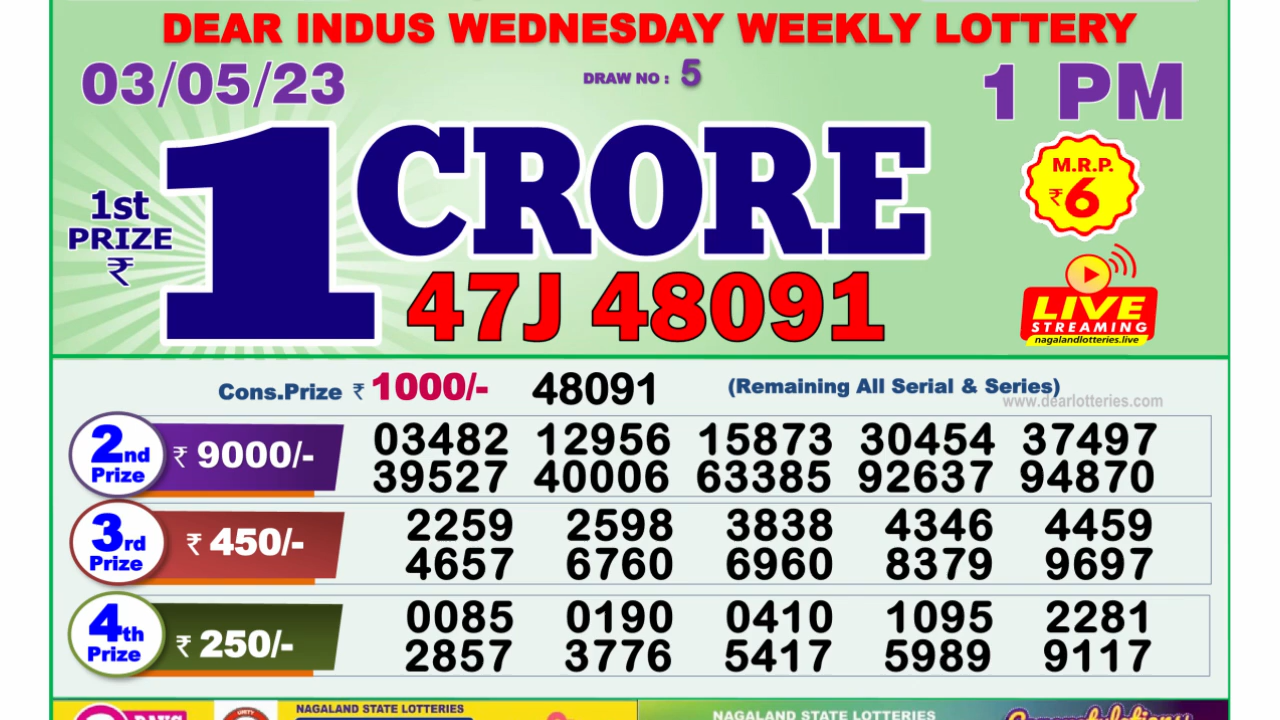 DEAR INDUS WEDNESDAY WEEKLY LOTTERY
03/05/23
DRAW NO : 5
1 PM
1st
PRIZE
₹
1 CRORE
47J 48091
M.R.P.
₹ 6
LIVE
STREAMING
nagalandlotteries.live
Cons.Prize ₹ 1000/- 48091 (Remaining All Serial & Series)
www.dearlotteries.com
2nd
Prize
₹ 9000/-
03482 12956 15873 30454 37497
39527 40006 63385 92637 94870
3rd
Prize
₹ 450/-
2259 2598 3838 4346 4459
4657 6760 6960 8379 9697
4th
Prize
₹ 250/-
0085 0190 0410 1095 2281
2857 3776 5417 5989 9117
NAGALAND STATE LOTTERIES
NAGALAND STATE LOTTERIES